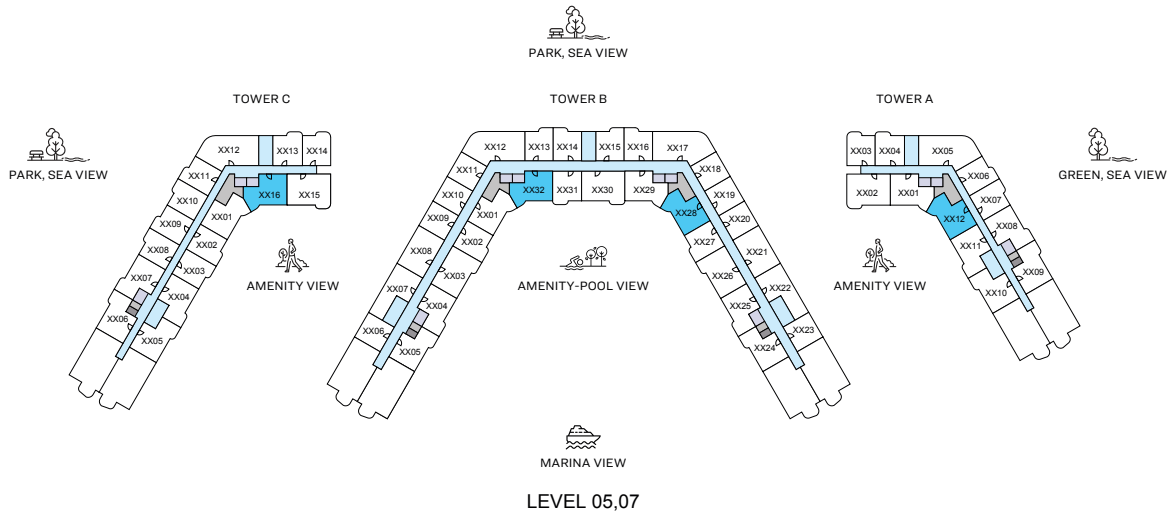 PARK, SEA VIEW
TOWER C
TOWER B
TOWER A
PARK, SEA VIEW
GREEN, SEA VIEW
XX12
XX13
XX14
XX11
XX10
XX09
XX08
XX07
XX06
XX16
XX15
XX01
XX02
XX03
XX04
XX05
AMENITY VIEW
XX12
XX13
XX14
XX15
XX16
XX17
XX11
XX10
XX09
XX08
XX07
XX06
XX32
XX31
XX30
XX29
XX01
XX02
XX03
XX04
XX05
XX18
XX19
XX20
XX21
XX22
XX23
XX28
XX27
XX26
XX25
XX24
AMENITY-POOL VIEW
XX03
XX04
XX05
XX02
XX01
XX06
XX07
XX08
XX09
XX12
XX11
XX10
AMENITY VIEW
MARINA VIEW
LEVEL 05,07